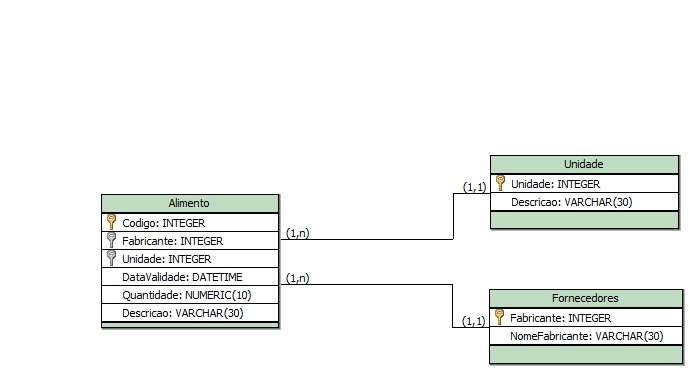 Unidade
Unidade: INTEGER
Descricao: VARCHAR(30)
(1,1)
Alimento
Codigo: INTEGER
Fabricante: INTEGER
Unidade: INTEGER
DataValidade: DATETIME
Quantidade: NUMERIC(10)
Descricao: VARCHAR(30)
(1,n)
(1,n)
(1,1)
Fornecedores
Fabricante: INTEGER
NomeFabricante: VARCHAR(30)